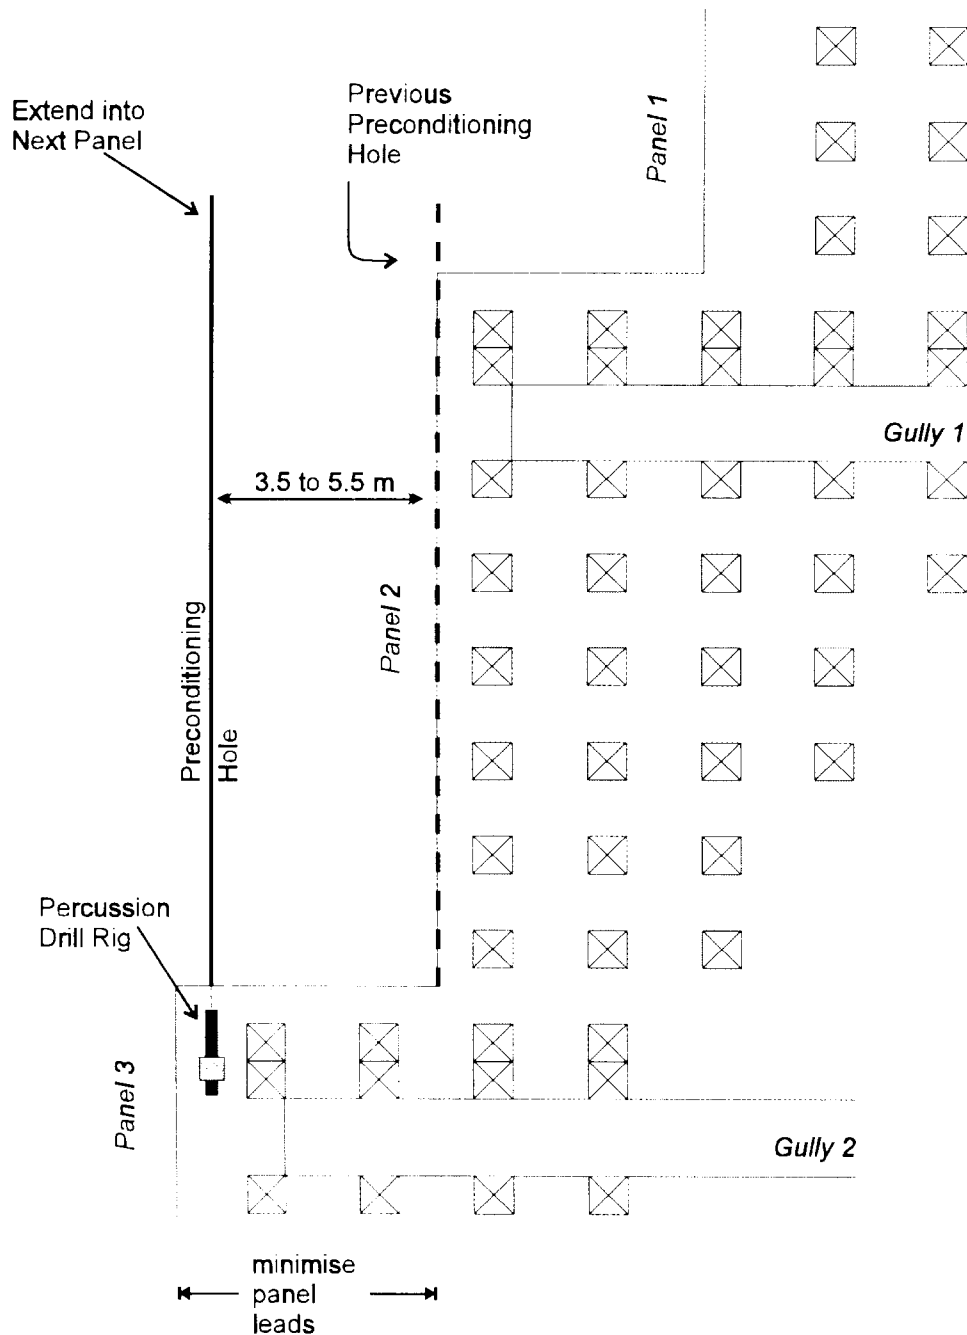 Extend into
Next Panel
Previous
Preconditioning
Hole
Panel 1
Gully 1
3.5 to 5.5 m
Panel 2
Preconditioning
Hole
Percussion
Drill Rig
Panel 3
Gully 2
minimise
panel
leads